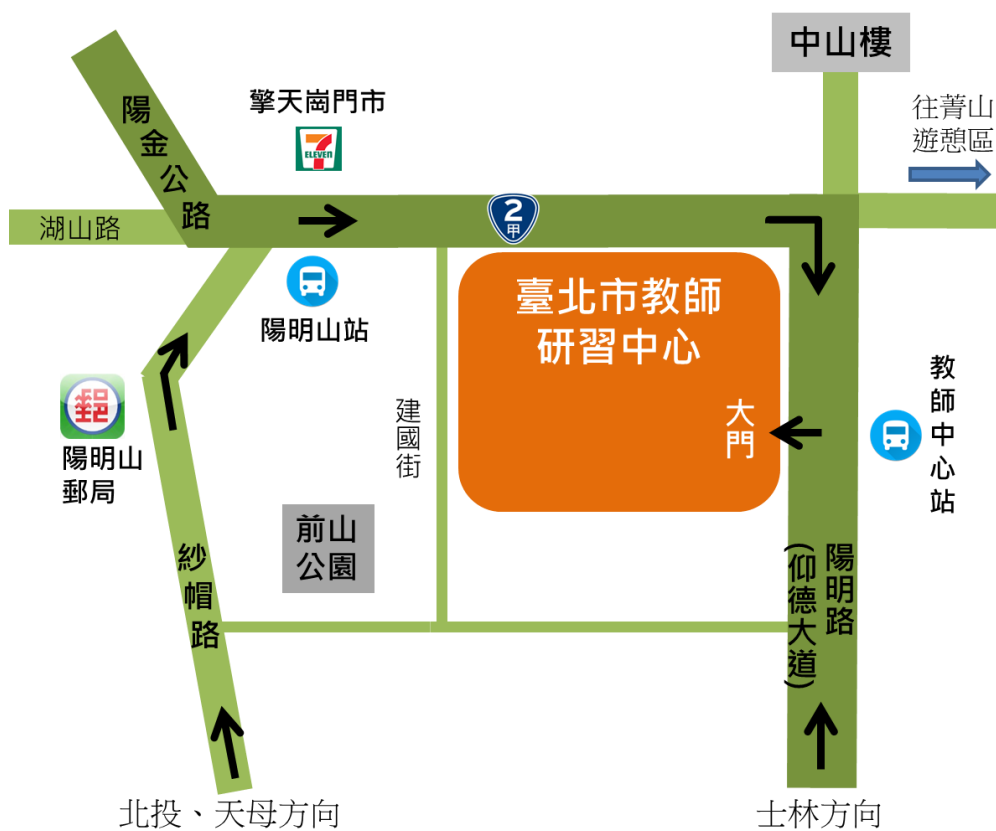 中山樓
擎天崗門市
7
ELEVEN
往菁山
遊憩區
陽金公路
湖山路
2
甲
陽明山站
臺北市教師
研習中心
大門
教師中心站
郵
陽明山
郵局
建國街
前山
公園
紗帽路
陽明路
(仰德大道)
北投、天母方向
士林方向